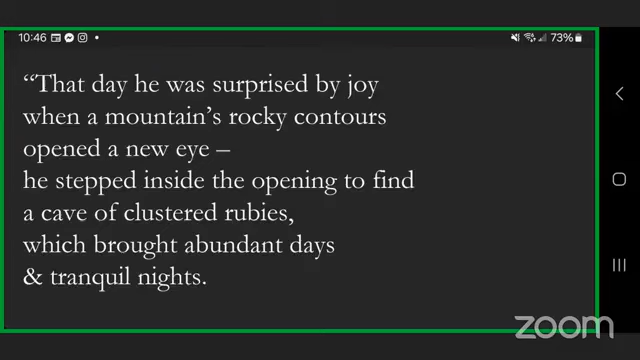 10:46 73%
“That day he was surprised by joy
when a mountain’s rocky contours
opened a new eye –
he stepped inside the opening to find
a cave of clustered rubies,
which brought abundant days
& tranquil nights.
zoom